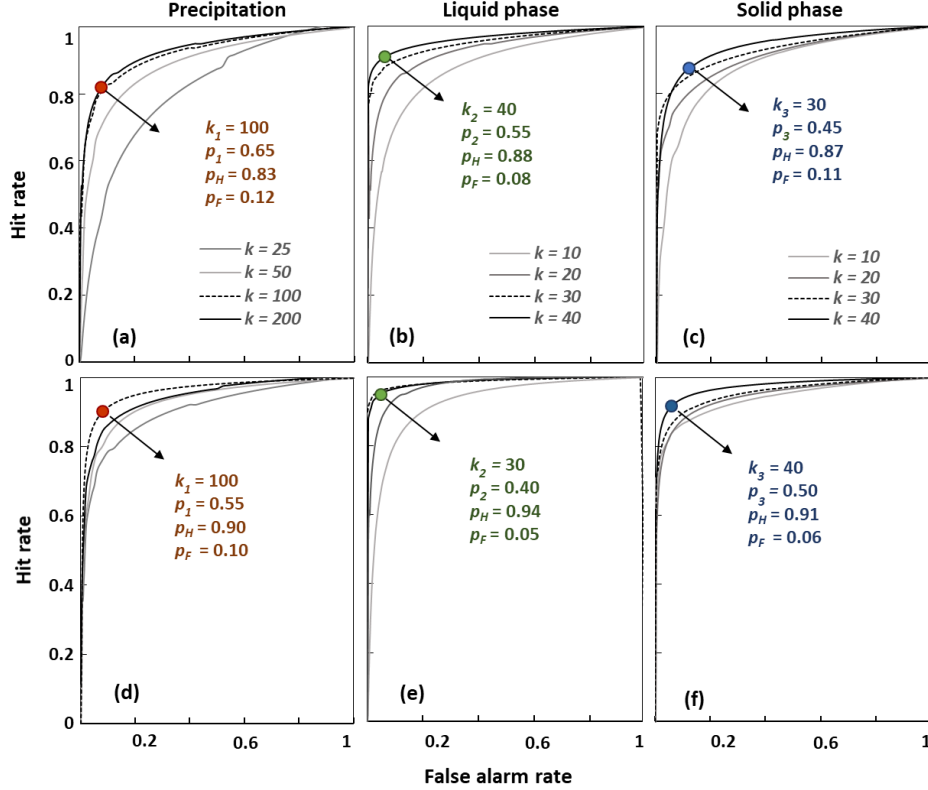 Precipitation
Liquid phase
Solid phase
Hit rate
1
0.8
0.6
0.4
0.2
0
k1 = 100
p1 = 0.65
pH = 0.83
pF = 0.12
k = 25
k = 50
k = 100
k = 200
(a)
k2 = 40
p2 = 0.55
pH = 0.88
pF = 0.08
k = 10
k = 20
k = 30
k = 40
(b)
k3 = 30
p3 = 0.45
pH = 0.87
pF = 0.11
k = 10
k = 20
k = 30
k = 40
(c)
Hit rate
1
0.8
0.6
0.4
0.2
0
k1 = 100
p1 = 0.55
pH = 0.90
pF = 0.10
(d)
k2 = 30
p2 = 0.40
pH = 0.94
pF = 0.05
(e)
k3 = 40
p3 = 0.50
pH = 0.91
pF = 0.06
(f)
0.2 0.6 1
0.2 0.6 1
0.2 0.6 1
False alarm rate